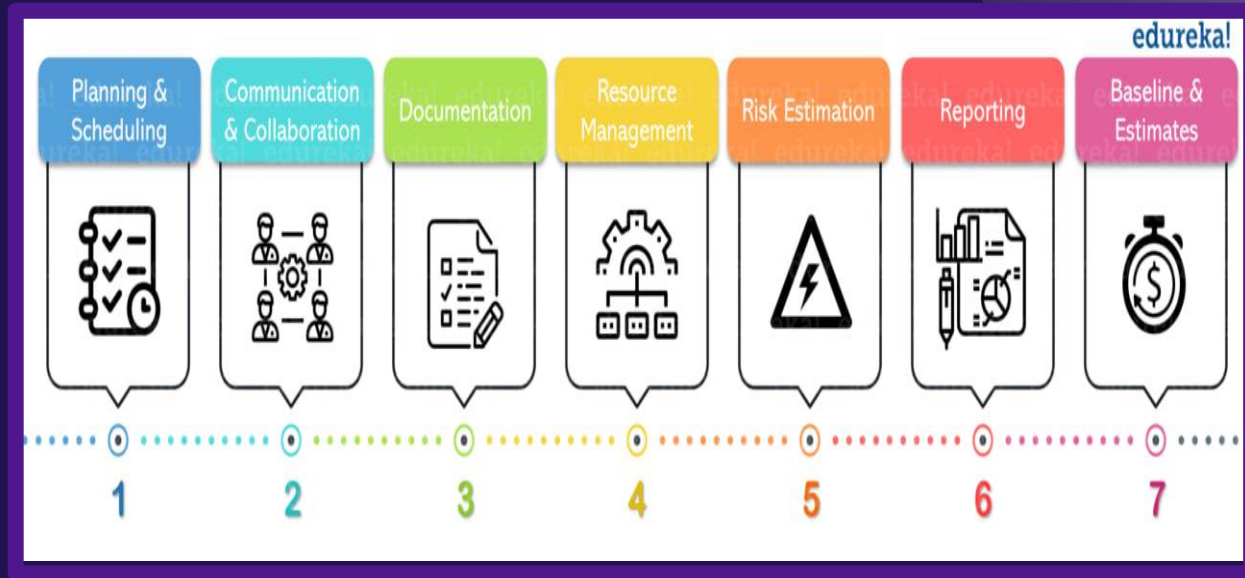 edureka!
Planning &
Scheduling
Communication
& Collaboration
Documentation
Resource
Management
Risk Estimation
Reporting
Baseline &
Estimates
1
2
3
4
5
6
7